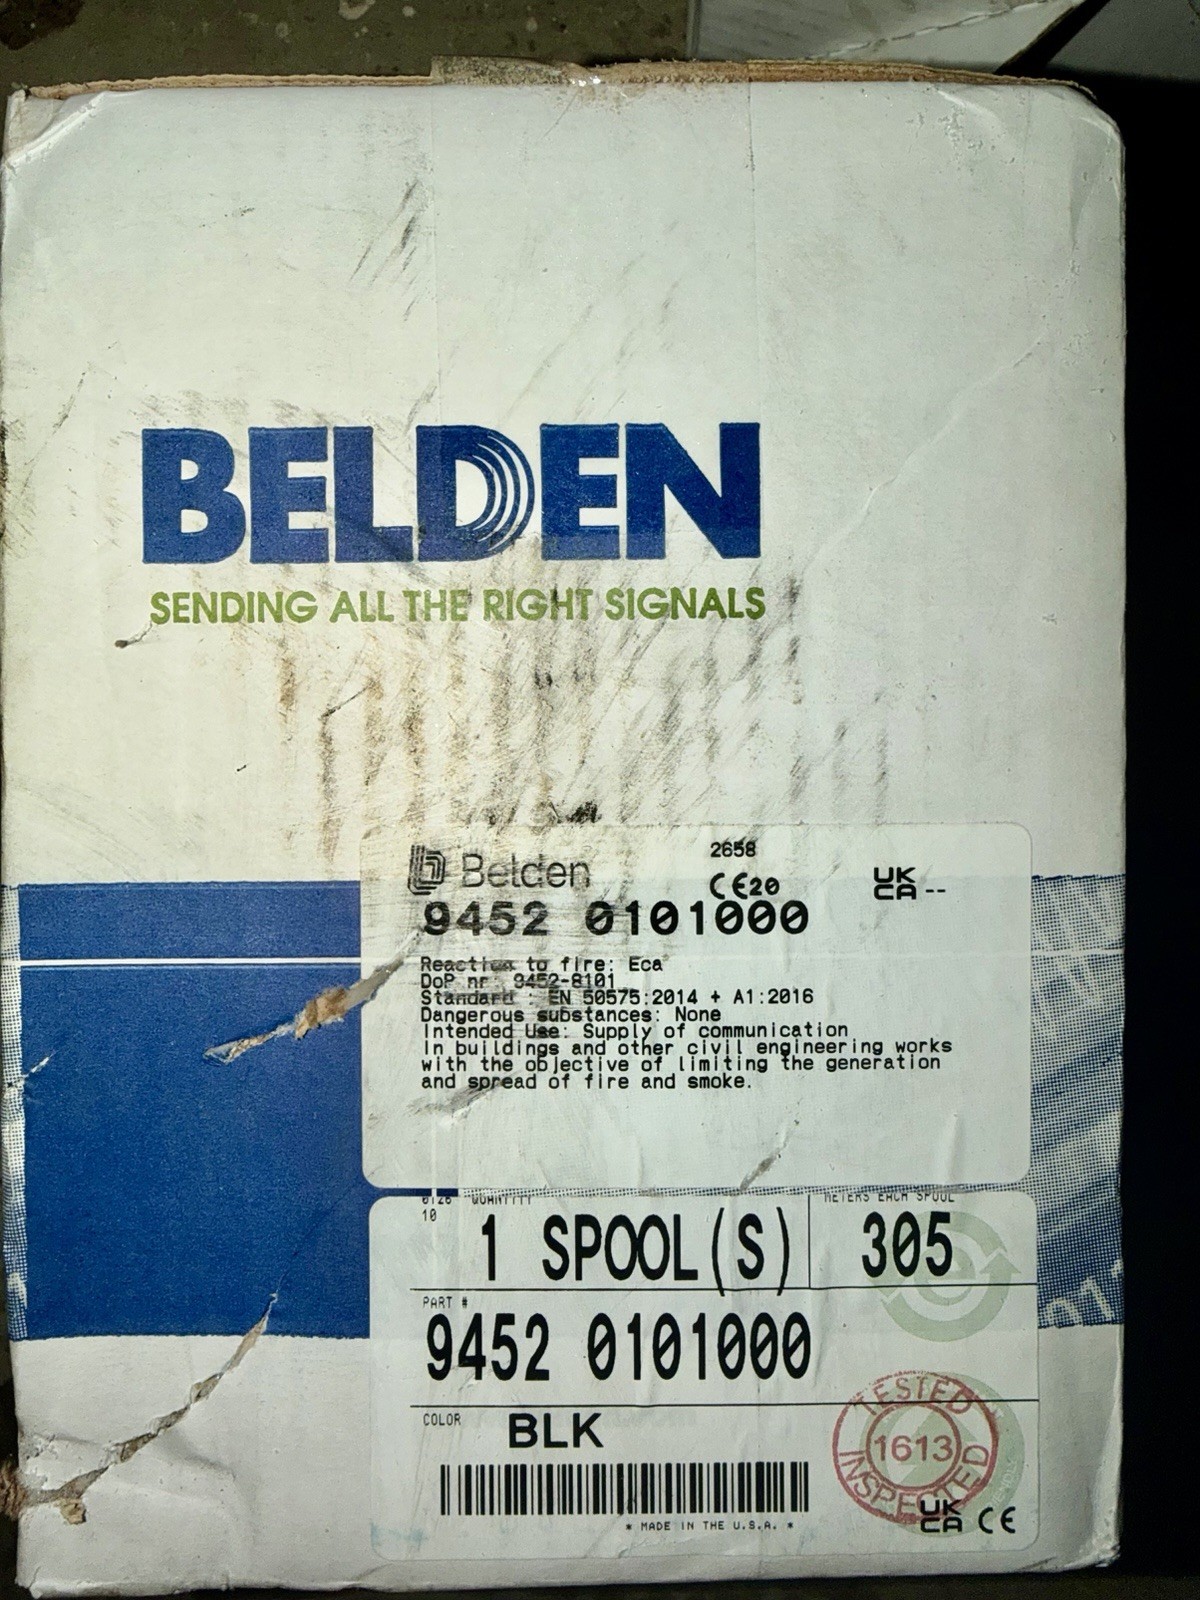 BELDEN
SENDING ALL THE RIGHT SIGNALS
Belden
2658
CE20
UK
CA --
9452 0101000
Reaction to fire: Eca
DoP nr: 9452-8101
Standard : EN 50575:2014 + A1:2016
Dangerous substances: None
Intended Use: Supply of communication
in buildings and other civil engineering works
with the objective of limiting the generation
and spread of fire and smoke.
QUANTITY
METERS EACH SPOOL
10
1 SPOOL(S)
305
PART #
9452 0101000
COLOR
BLK
* MADE IN THE U.S.A. *
TESTED
1613
INSPECTED
UK
CA CE
01